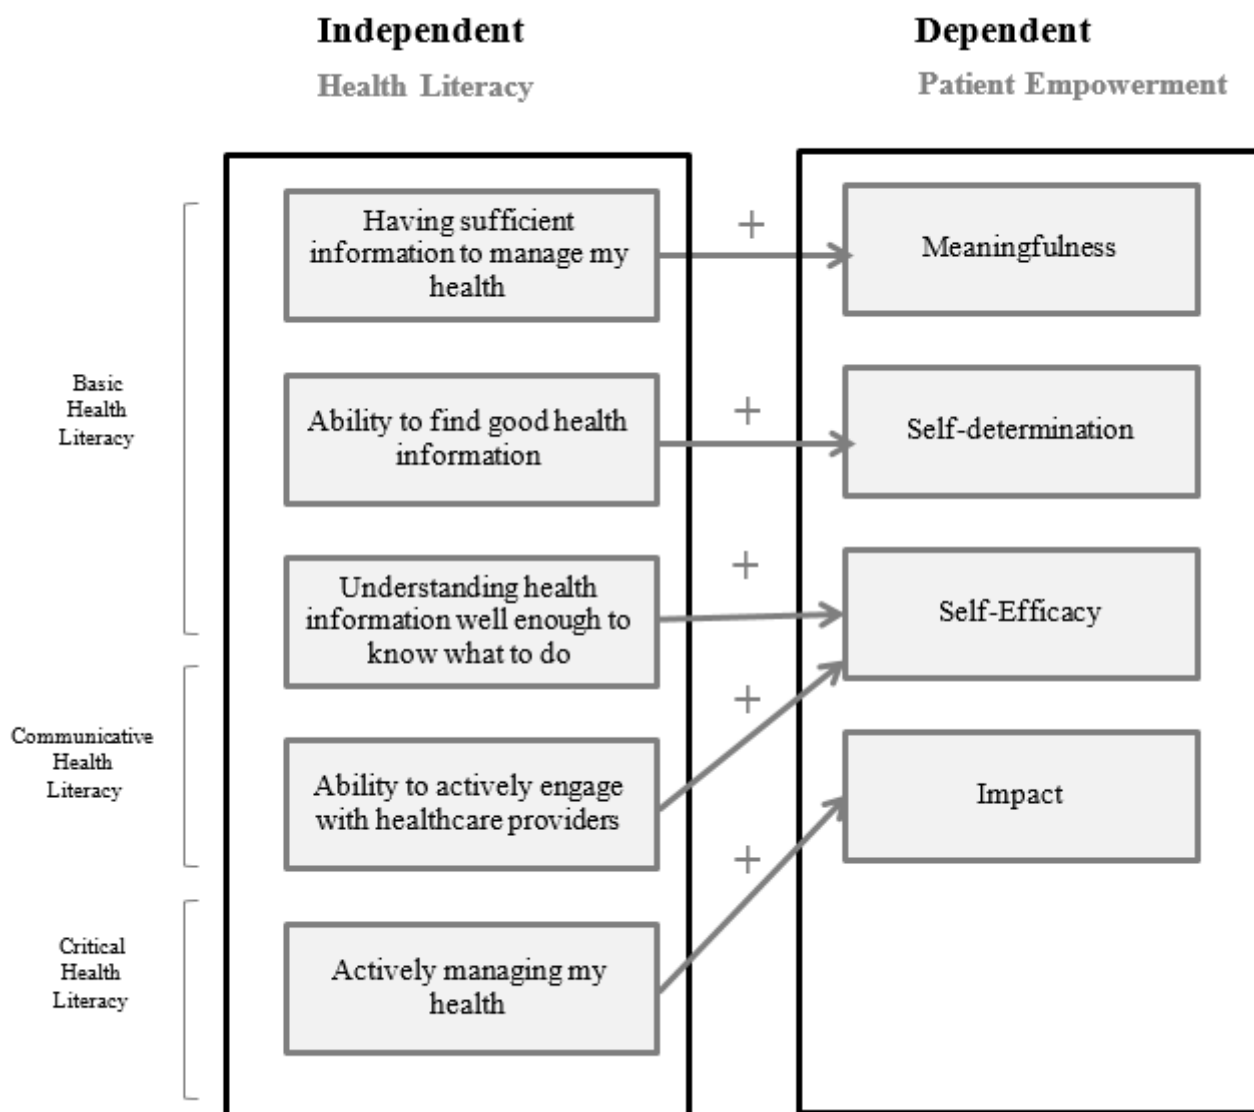 Independent
Dependent
Health Literacy
Patient Empowerment
Basic
Health
Literacy
Communicative
Health
Literacy
Critical
Health
Literacy
Having sufficient
information to manage my
health
Ability to find good health
information
Understanding health
information well enough to
know what to do
Ability to actively engage
with healthcare providers
Actively managing my
health
+
+
+
+
+
Meaningfulness
Self-determination
Self-Efficacy
Impact